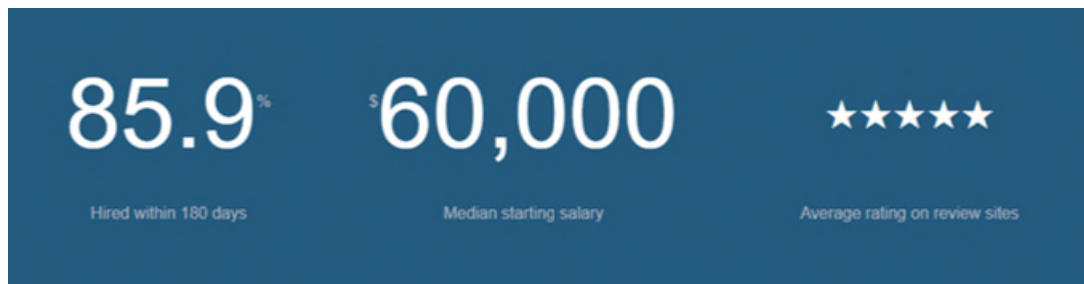 85.9%
$60,000
★★★★★
Hired within 180 days
Median starting salary
Average rating on review sites